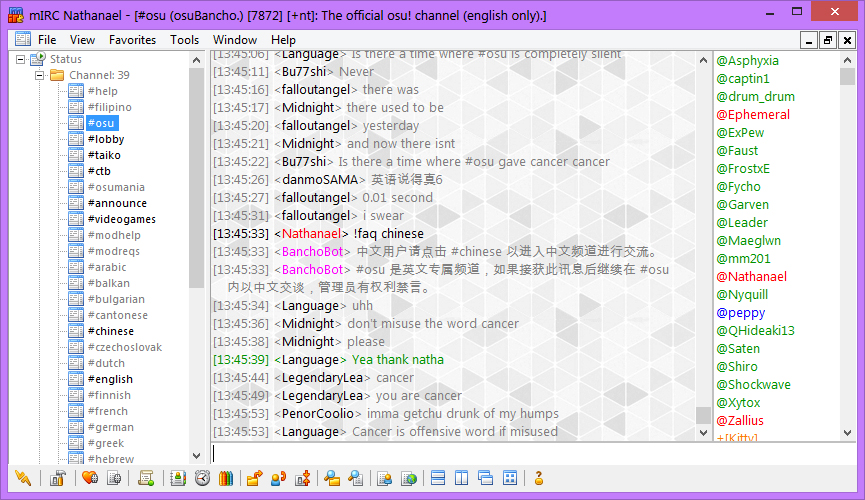 mIRC Nathanael - [#osu (osuBancho.) [7872] [+nt]: The official osu! channel (english only).]
File View Favorites Tools Window Help
Status
Channel: 39
#help
#filipino
#osu
#lobby
#taiko
#ctb
#osumania
#announce
#videogames
#modhelp
#modreqs
#arabic
#balkan
#bulgarian
#cantonese
#chinese
#czechoslovak
#dutch
#english
#finnish
#french
#german
#greek
#hebrew
[13:45:06] <Language> Is there a time where #osu is completely silent
[13:45:11] <Bu77shi> Never
[13:45:16] <falloutangel> there was
[13:45:17] <Midnight> there used to be
[13:45:20] <falloutangel> yesterday
[13:45:21] <Midnight> and now there isnt
[13:45:22] <Bu77shi> Is there a time where #osu gave cancer cancer
[13:45:26] <danmoSAMA> 英语说得真6
[13:45:27] <falloutangel> 0.01 second
[13:45:31] <falloutangel> i swear
[13:45:33] <Nathanael> !faq chinese
[13:45:33] <BanchoBot> 中文用户请点击 #chinese 以进入中文频道进行交流。
[13:45:33] <BanchoBot> #osu 是英文专属频道，如果接获此讯息后继续在 #osu
内以中文交谈，管理员有权利禁言。
[13:45:34] <Language> uhh
[13:45:36] <Midnight> don't misuse the word cancer
[13:45:38] <Midnight> please
[13:45:39] <Language> Yea thank natha
[13:45:44] <LegendaryLea> cancer
[13:45:49] <LegendaryLea> you are cancer
[13:45:53] <PenorCoolio> imma getchu drunk of my humps
[13:45:53] <Language> Cancer is offensive word if misused
@Asphyxia
@captin1
@drum_drum
@Ephemeral
@ExPew
@Faust
@FrostxE
@Fycho
@Garven
@Leader
@Maeglwn
@mm201
@Nathanael
@Nyquill
@peppy
@QHideaki13
@Saten
@Shiro
@Shockwave
@Xytox
@Zallius
+[Kitty]